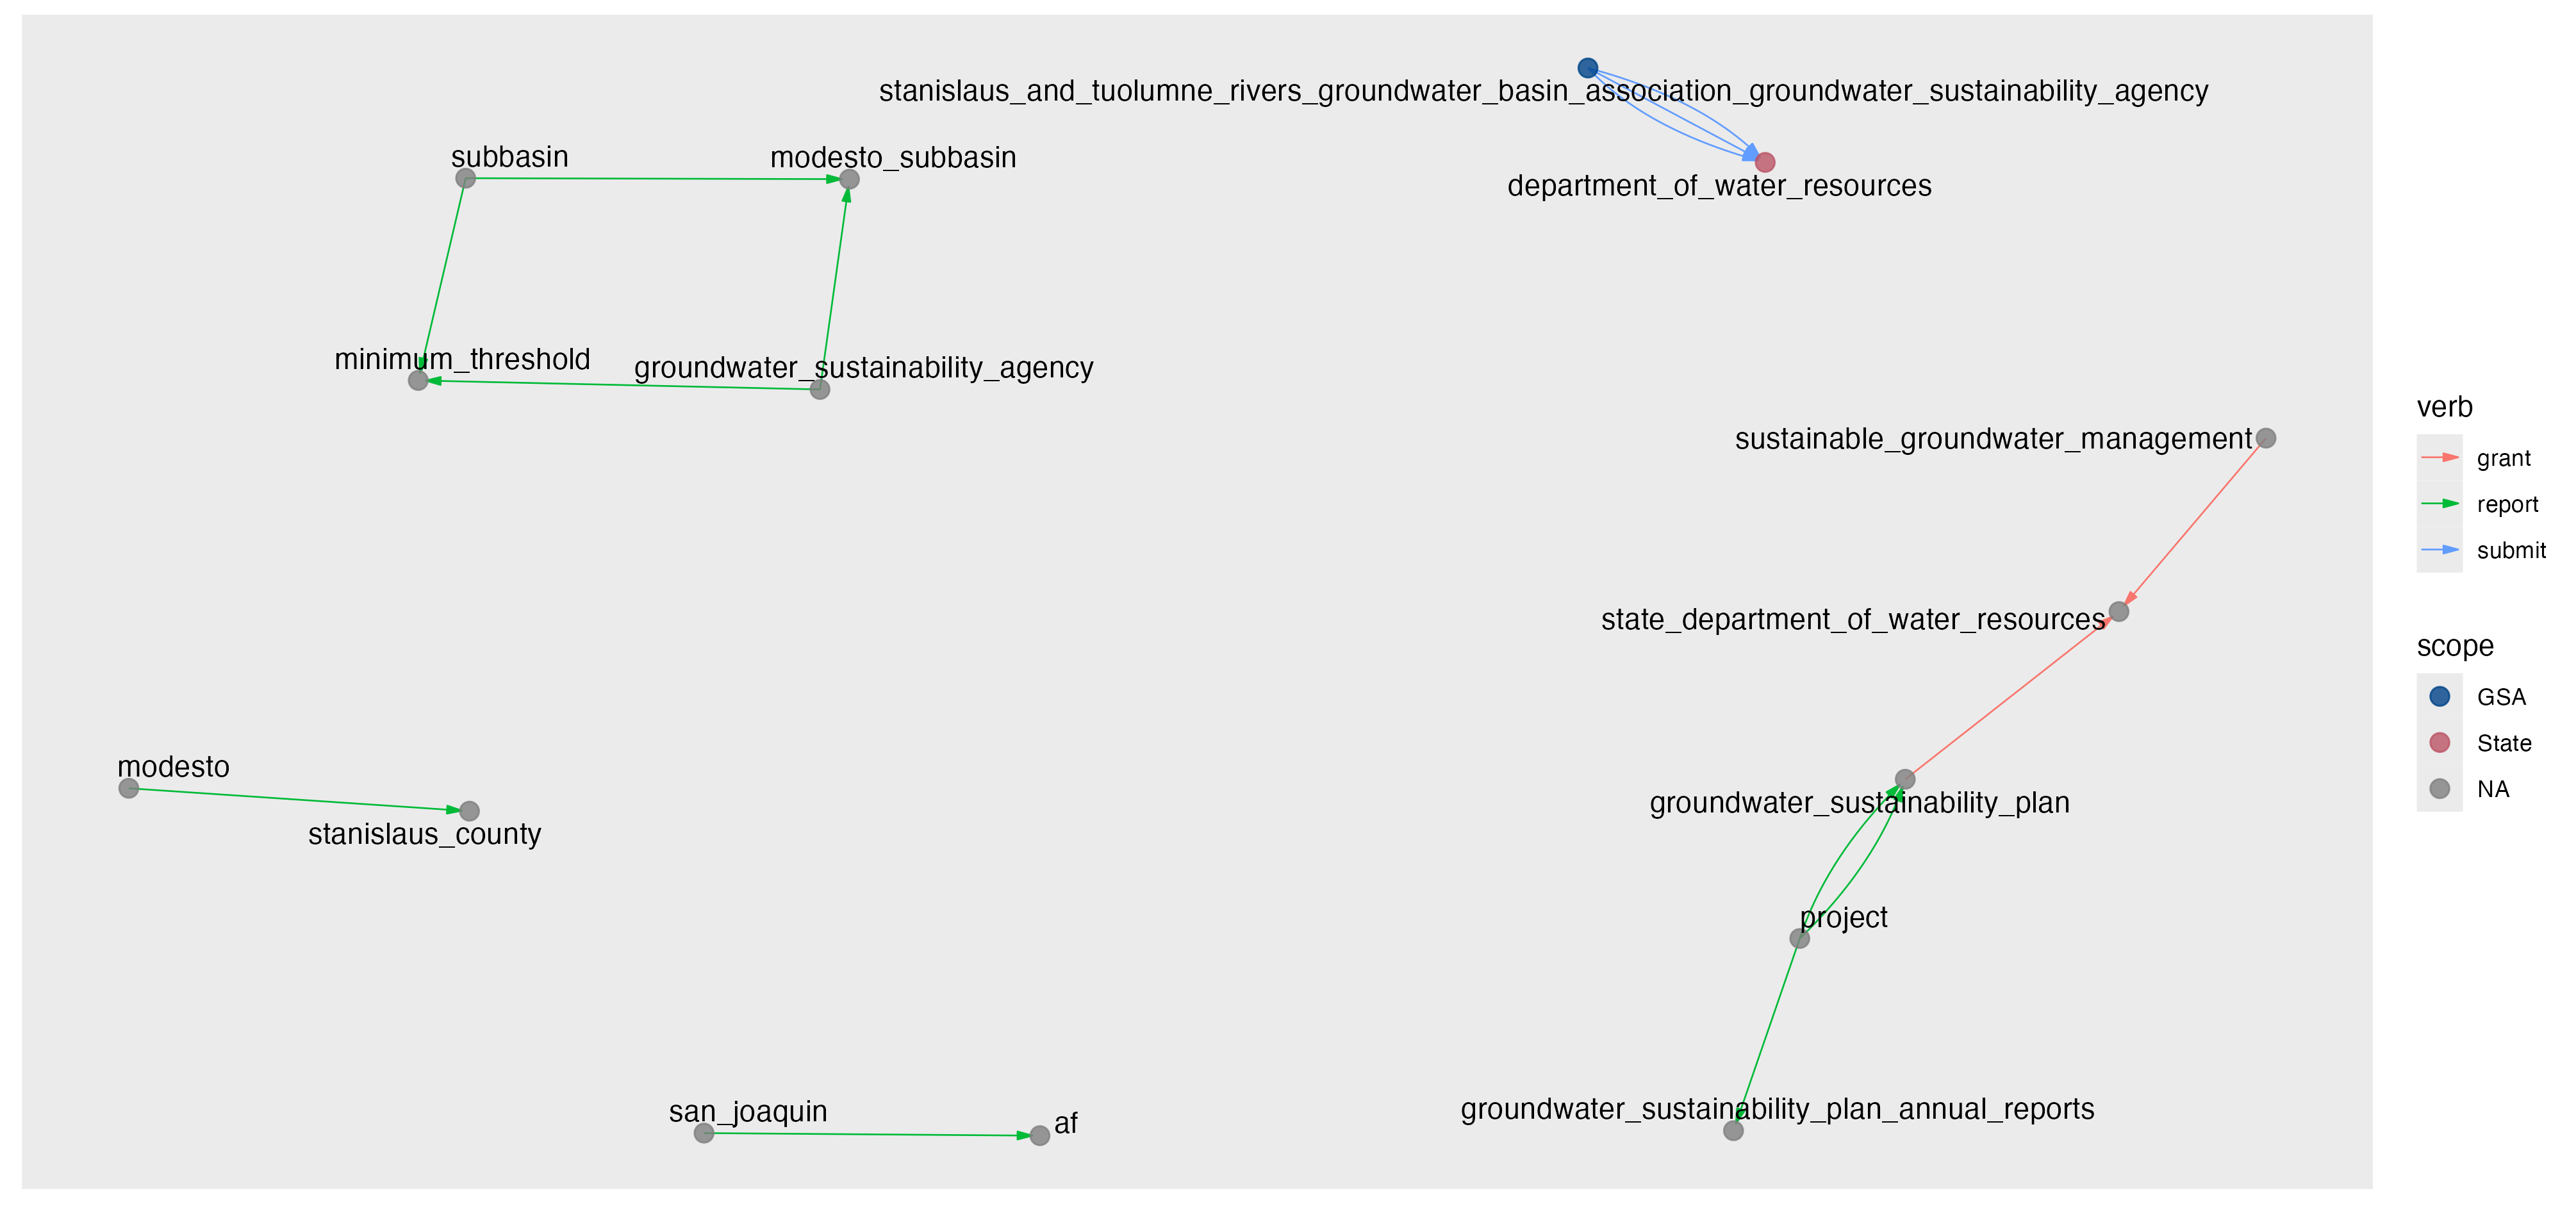 stanislaus_and_tuolumne_rivers_groundwater_basin_association_groundwater_sustainability_agency
subbasin
modesto_subbasin
department_of_water_resources
minimum_threshold
groundwater_sustainability_agency
sustainable_groundwater_management
state_department_of_water_resources
modesto
stanislaus_county
groundwater_sustainability_plan
project
san_joaquin
af
groundwater_sustainability_plan_annual_reports
verb
grant
report
submit
scope
GSA
State
NA